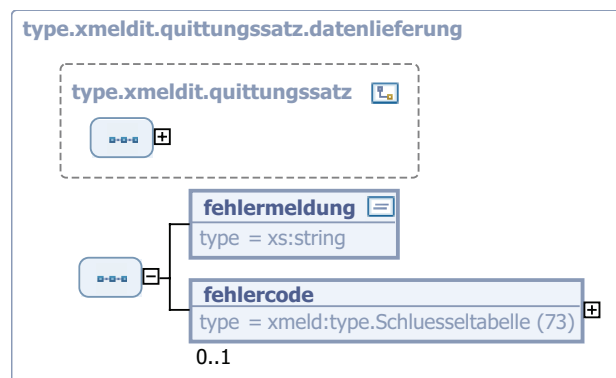 type.xmeldit.quittungssatz.datenlieferung
type.xmeldit.quittungssatz
fehlermeldung
type = xs:string
fehlercode
type = xmeld:type.Schluesseltabelle (73)
0..1